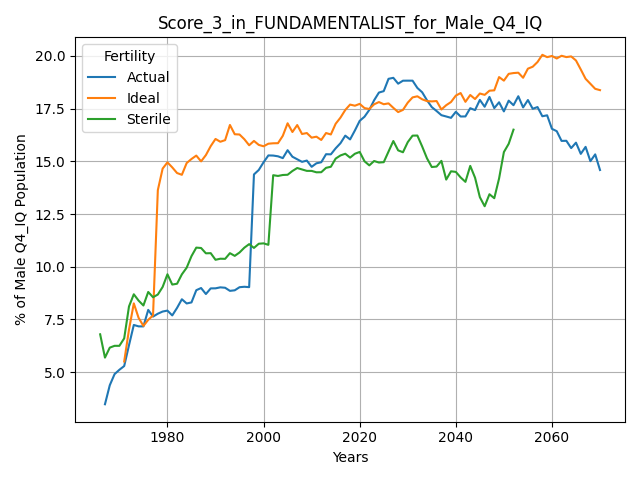 Score_3_in_FUNDAMENTALIST_for_Male_Q4_IQ
% of Male Q4_IQ Population
20.0
17.5
15.0
12.5
10.0
7.5
5.0
Fertility
Actual
Ideal
Sterile
1980
2000
2020
2040
2060
Years